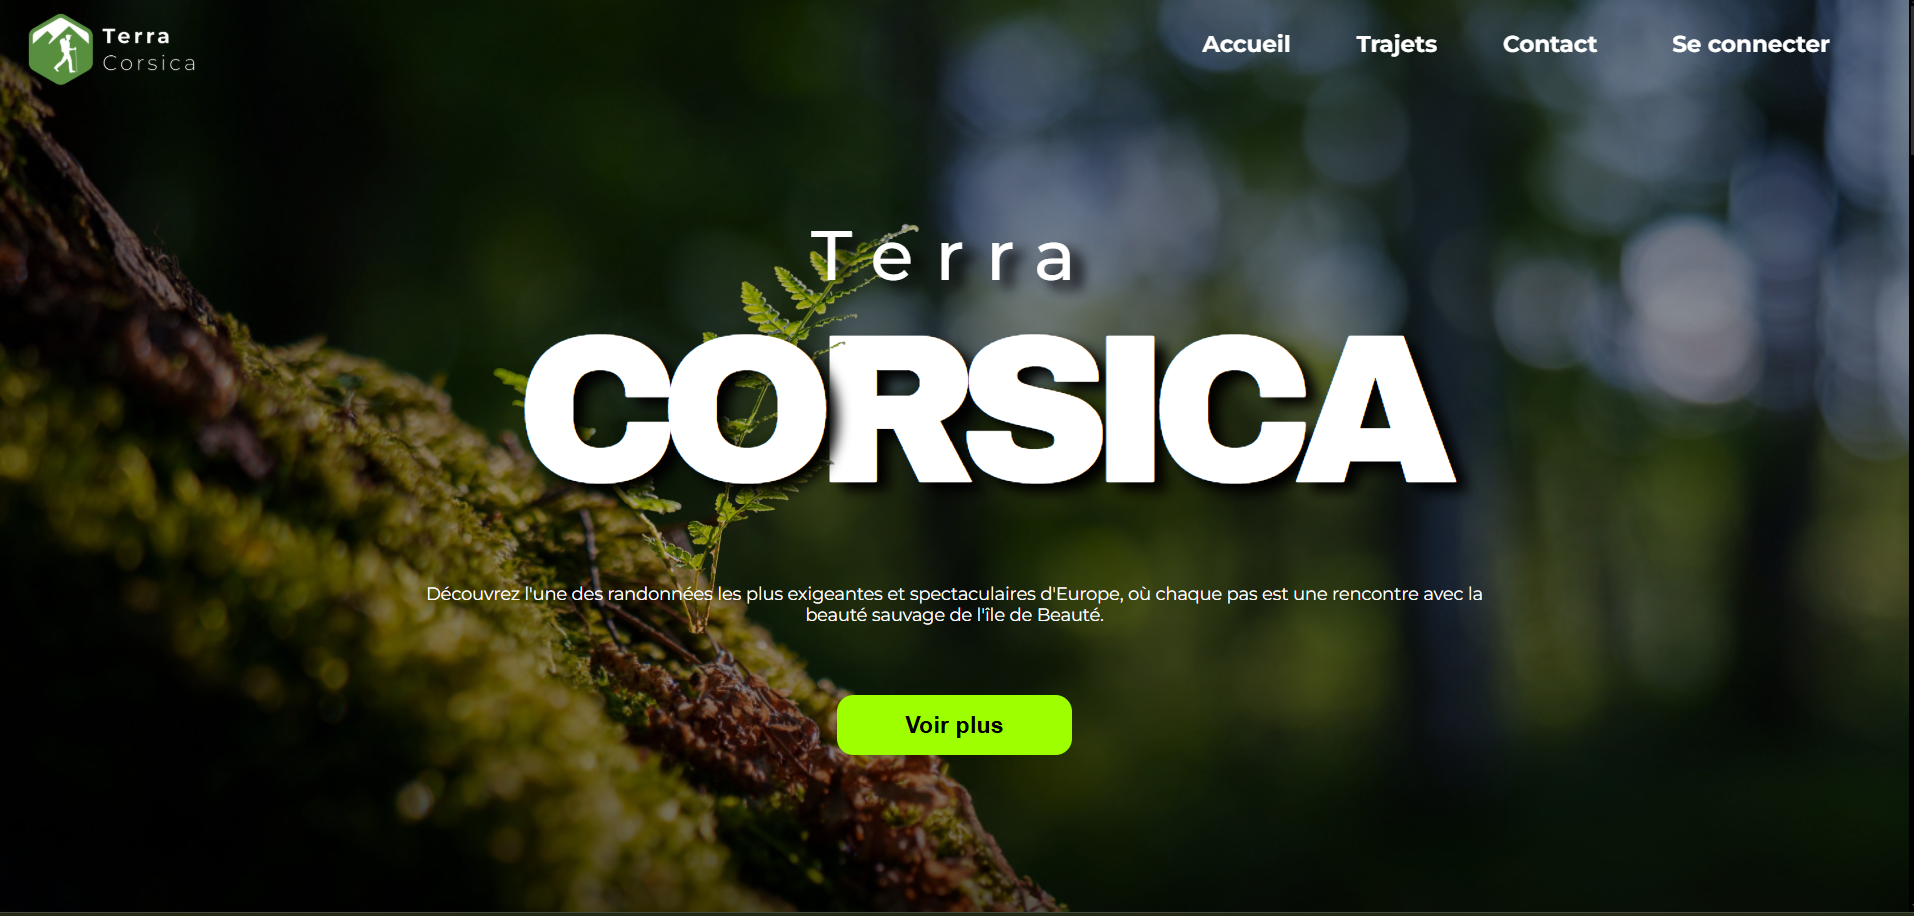 Terra
Corsica
Accueil
Trajets
Contact
Se connecter
Terra
CORSICA
Découvrez l'une des randonnées les plus exigeantes et spectaculaires d'Europe, où chaque pas est une rencontre avec la
beauté sauvage de l'île de Beauté.
Voir plus